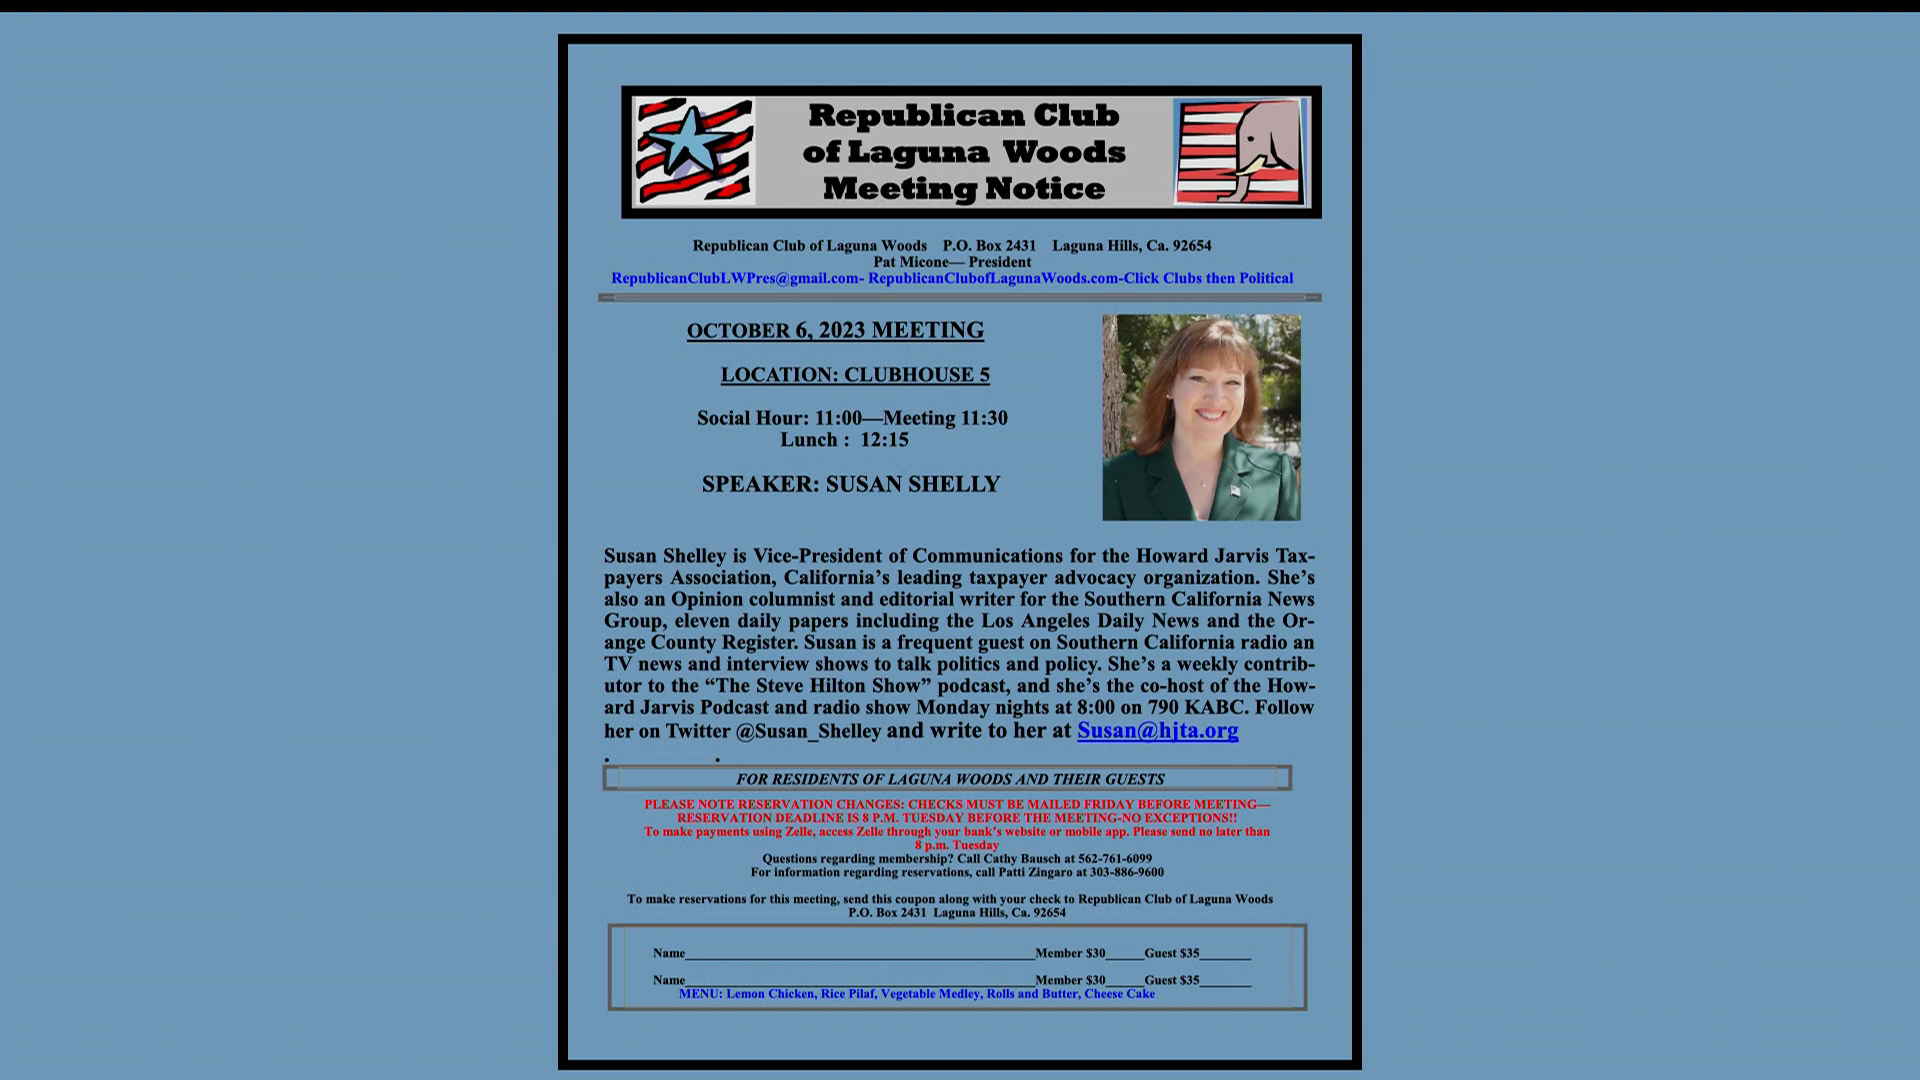 Republican Club
of Laguna Woods
Meeting Notice
Republican Club of Laguna Woods P.O. Box 2431 Laguna Hills, Ca. 92654
Pat Micone— President
RepublicanClubLWPres@gmail.com- RepublicanClubofLagunaWoods.com-Click Clubs then Political
OCTOBER 6, 2023 MEETING
LOCATION: CLUBHOUSE 5
Social Hour: 11:00—Meeting 11:30
Lunch : 12:15
SPEAKER: SUSAN SHELLY
Susan Shelley is Vice-President of Communications for the Howard Jarvis Tax-
payers Association, California's leading taxpayer advocacy organization. She's
also an Opinion columnist and editorial writer for the Southern California News
Group, eleven daily papers including the Los Angeles Daily News and the Or-
ange County Register. Susan is a frequent guest on Southern California radio an
TV news and interview shows to talk politics and policy. She's a weekly contrib-
utor to the “The Steve Hilton Show” podcast, and she's the co-host of the How-
ard Jarvis Podcast and radio show Monday nights at 8:00 on 790 KABC. Follow
her on Twitter @Susan_Shelley and write to her at Susan@hjta.org
. .
FOR RESIDENTS OF LAGUNA WOODS AND THEIR GUESTS
PLEASE NOTE RESERVATION CHANGES: CHECKS MUST BE MAILED FRIDAY BEFORE MEETING—
RESERVATION DEADLINE IS 8 P.M. TUESDAY BEFORE THE MEETING-NO EXCEPTIONS!!
To make payments using Zelle, access Zelle through your bank's website or mobile app. Please send no later than
8 p.m. Tuesday
Questions regarding membership? Call Cathy Bausch at 562-761-6099
For information regarding reservations, call Patti Zingaro at 303-886-9600
To make reservations for this meeting, send this coupon along with your check to Republican Club of Laguna Woods
P.O. Box 2431 Laguna Hills, Ca. 92654
Name______Member $30______Guest $35______
Name______Member $30______Guest $35______
MENU: Lemon Chicken, Rice Pilaf, Vegetable Medley, Rolls and Butter, Cheese Cake